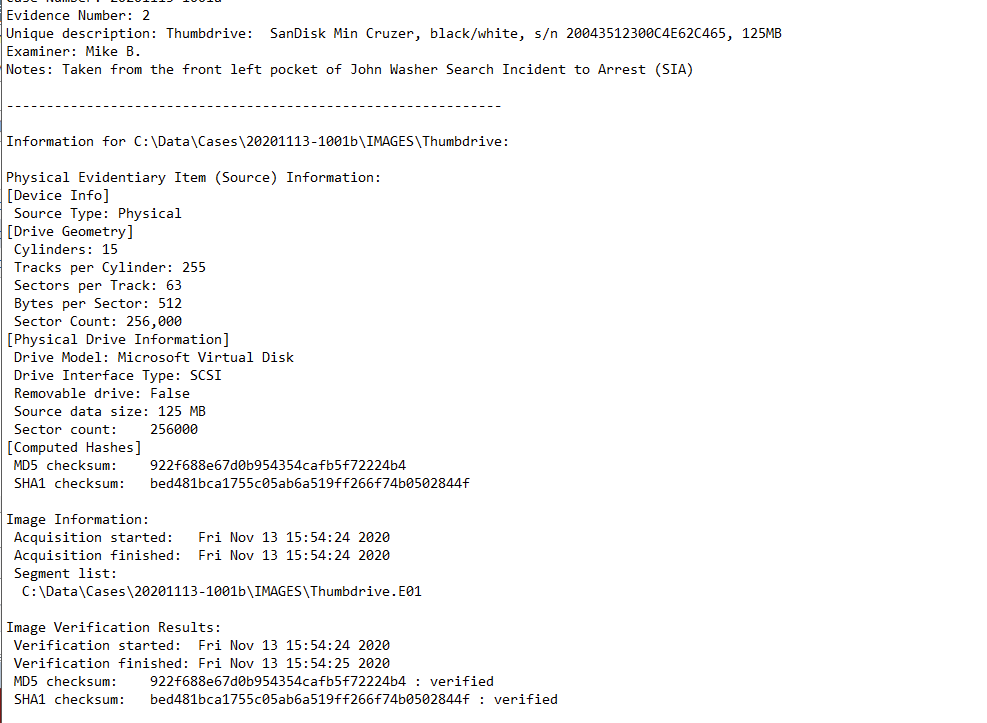 Case Number: 20201113-1001a
Evidence Number: 2
Unique description: Thumbdrive:  SanDisk Min Cruzer, black/white, s/n 20043512300C4E62C465, 125MB
Examiner: Mike B.
Notes: Taken from the front left pocket of John Washer Search Incident to Arrest (SIA)
--------------------------------------------------------------
Information for C:\Data\Cases\20201113-1001b\IMAGES\Thumbdrive:
Physical Evidentiary Item (Source) Information:
[Device Info]
Source Type: Physical
[Drive Geometry]
Cylinders: 15
Tracks per Cylinder: 255
Sectors per Track: 63
Bytes per Sector: 512
Sector Count: 256,000
[Physical Drive Information]
Drive Model: Microsoft Virtual Disk
Drive Interface Type: SCSI
Removable drive: False
Source data size: 125 MB
Sector count:    256000
[Computed Hashes]
MD5 checksum:    922f688e67d0b954354cafb5f72224b4
SHA1 checksum:   bed481bca1755c05ab6a519ff266f74b0502844f
Image Information:
Acquisition started:   Fri Nov 13 15:54:24 2020
Acquisition finished:  Fri Nov 13 15:54:24 2020
Segment list:
C:\Data\Cases\20201113-1001b\IMAGES\Thumbdrive.E01
Image Verification Results:
Verification started:  Fri Nov 13 15:54:24 2020
Verification finished: Fri Nov 13 15:54:25 2020
MD5 checksum:    922f688e67d0b954354cafb5f72224b4 : verified
SHA1 checksum:   bed481bca1755c05ab6a519ff266f74b0502844f : verified